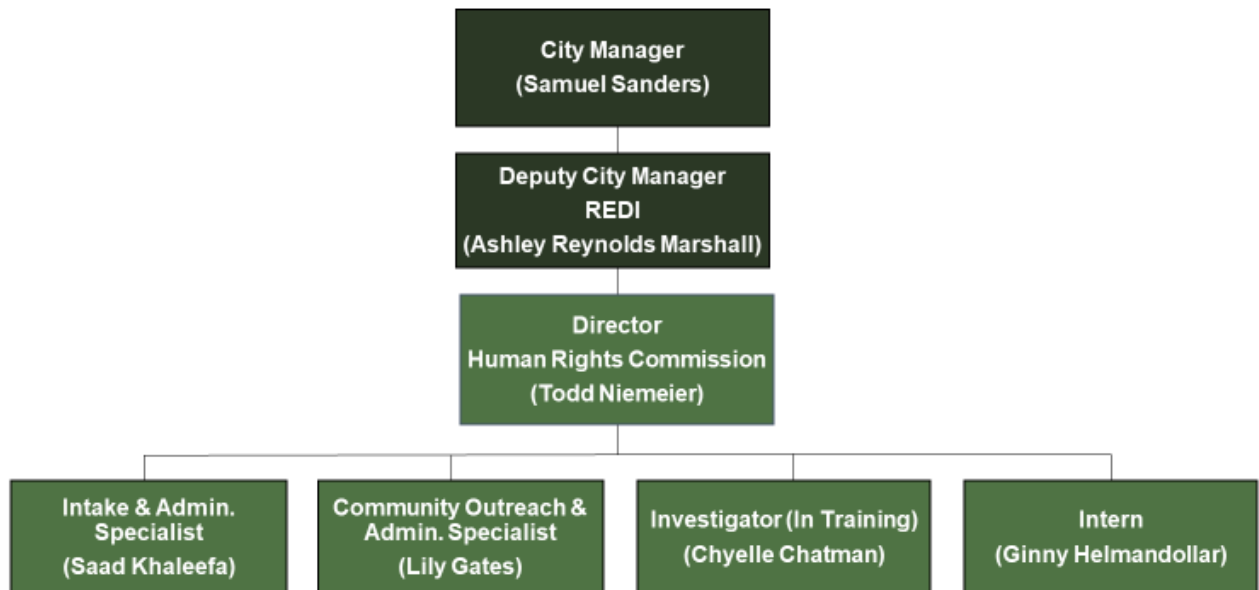 City Manager
(Samuel Sanders)
Deputy City Manager
REDI
(Ashley Reynolds Marshall)
Director
Human Rights Commission
(Todd Niemeier)
Intake & Admin.
Specialist
(Saad Khaleefa)
Community Outreach &
Admin. Specialist
(Lily Gates)
Investigator (In Training)
(Chyelle Chatman)
Intern
(Ginny Helmandollar)